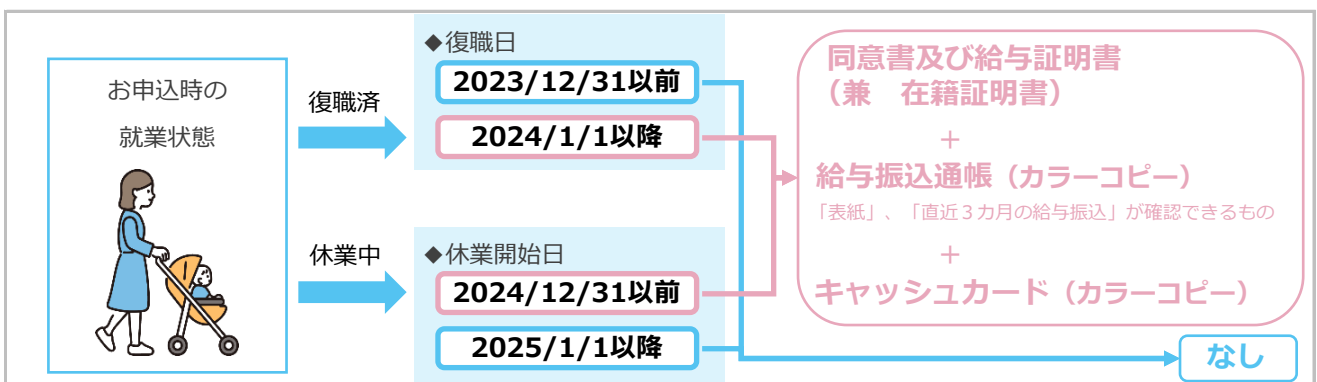 お申込時の
就業状態
復職済
◆復職日
2023/12/31以前
2024/1/1以降
休業中
◆休業開始日
2024/12/31以前
2025/1/1以降
同意書及び給与証明書
（兼　在籍証明書）
＋
給与振込通帳（カラーコピー）
「表紙」、「直近３カ月の給与振込」が確認できるもの
＋
キャッシュカード（カラーコピー）
なし